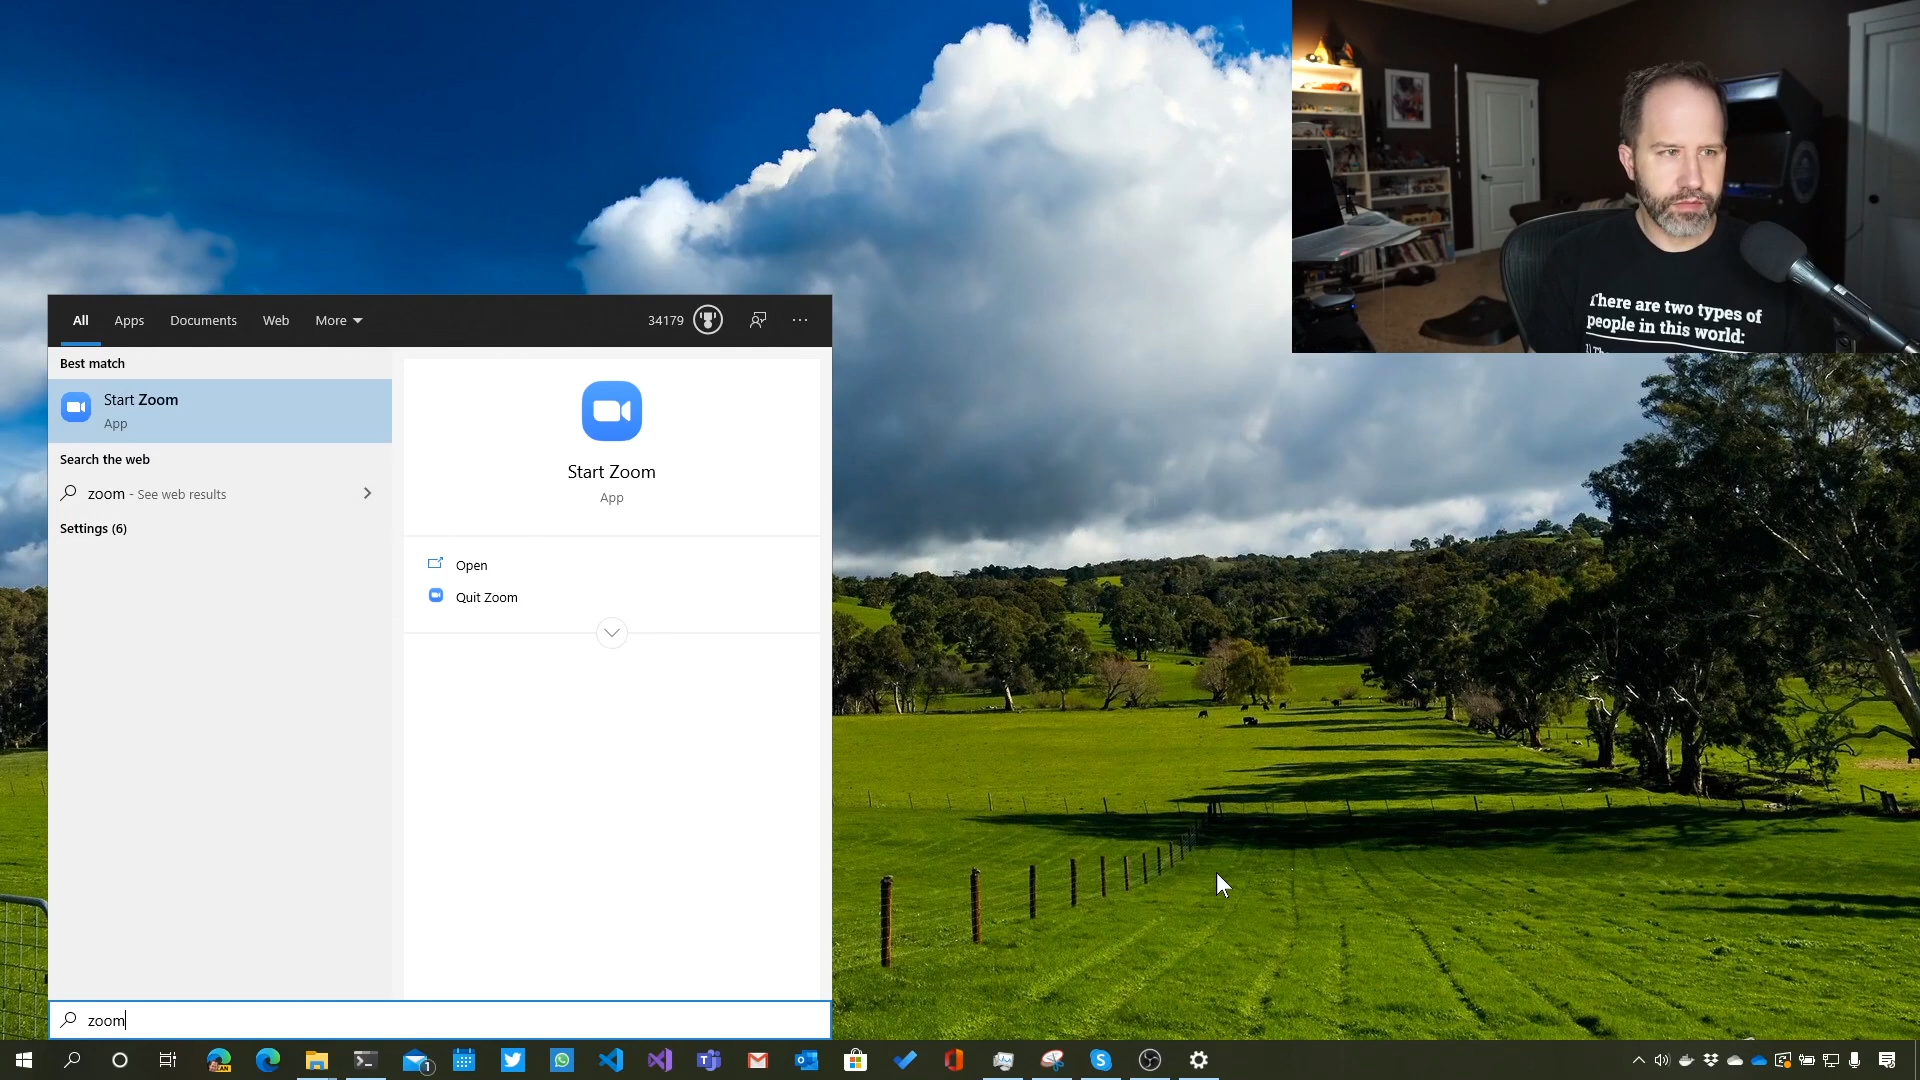 All Apps Documents Web More 34179
Best match
Start Zoom
App
Search the web
zoom - See web results
Settings (6)
Start Zoom
App
Open
Quit Zoom
zoom
There are two types of
people in this world:
1